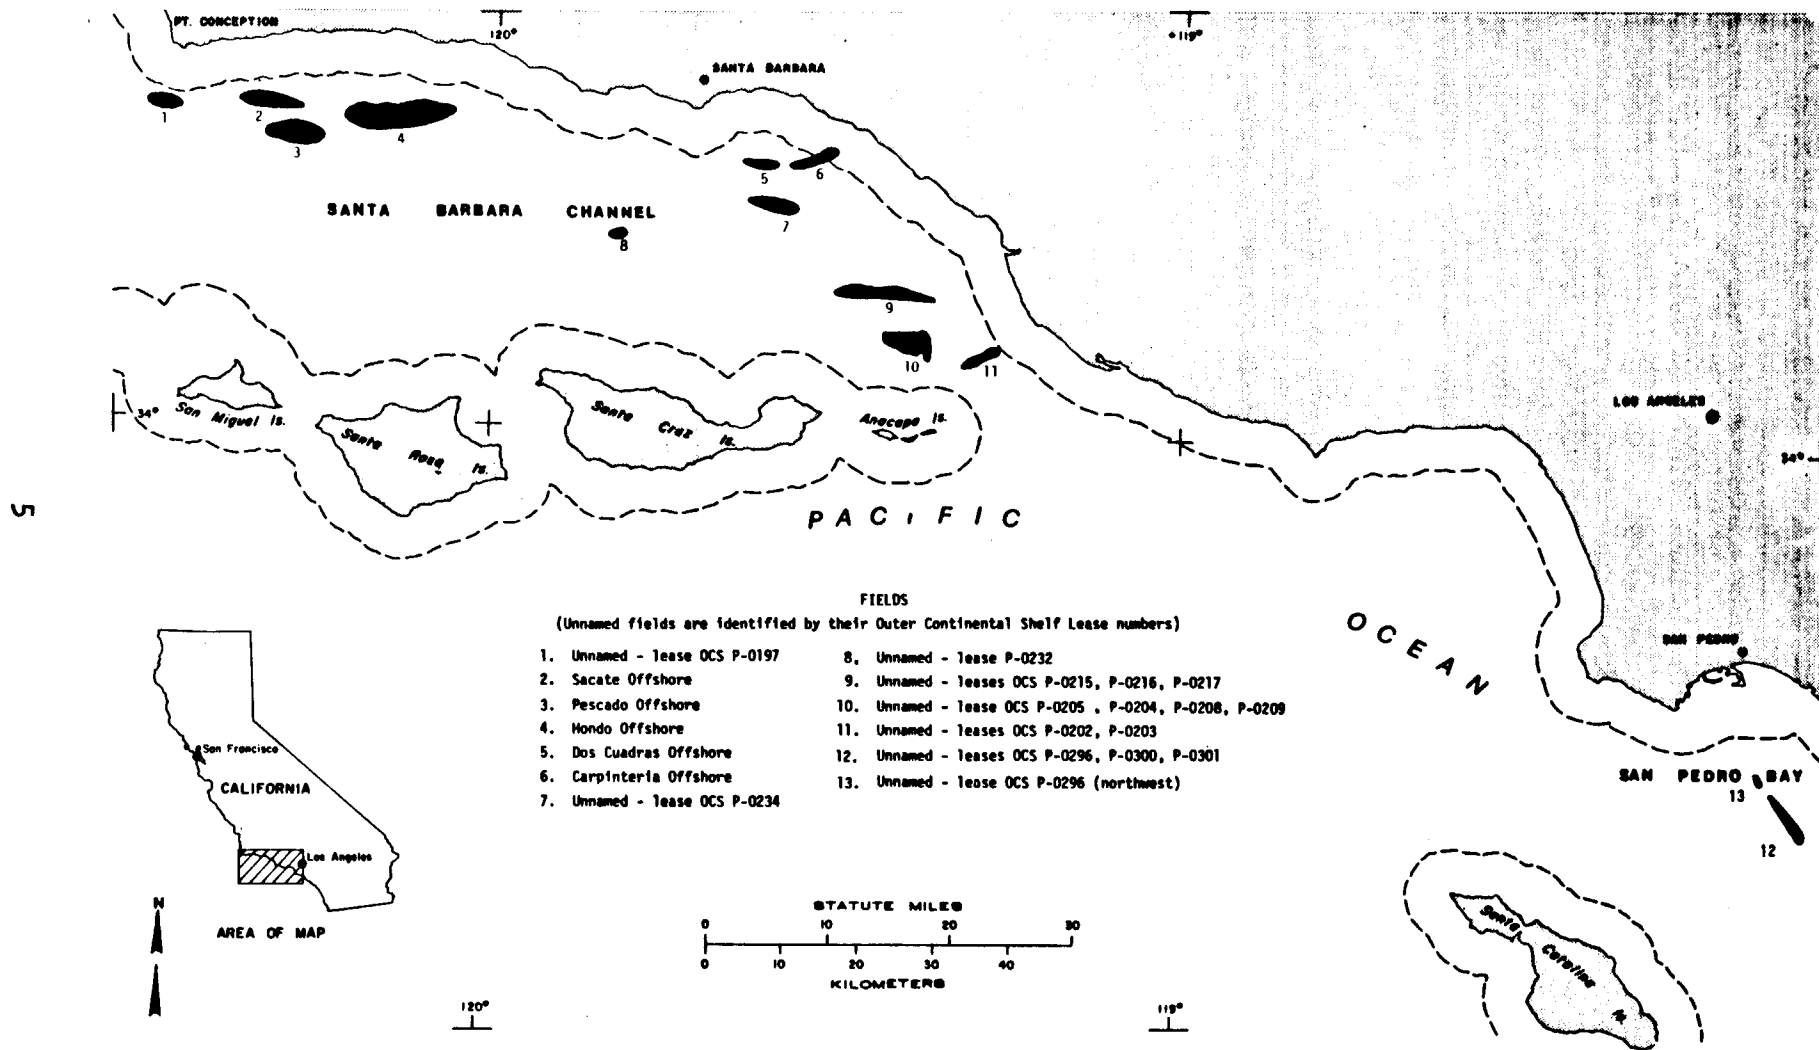 PT. CONCEPTION
120°
119°
SANTA BARBARA
1
2
3
4
5
6
7
8
SANTA BARBARA CHANNEL
9
10
11
34°
San Miguel Is.
Santa Rosa Is.
Santa Cruz Is.
Anacapa Is.
LOS ANGELES
34°
PACIFIC
OCEAN
5
FIELDS
(Unnamed fields are identified by their Outer Continental Shelf Lease numbers)
1. Unnamed - lease OCS P-0197
2. Sacate Offshore
3. Pescado Offshore
4. Hondo Offshore
5. Dos Cuadras Offshore
6. Carpinteria Offshore
7. Unnamed - lease OCS P-0234
8. Unnamed - lease P-0232
9. Unnamed - leases OCS P-0215, P-0216, P-0217
10. Unnamed - lease OCS P-0205 , P-0204, P-0208, P-0209
11. Unnamed - leases OCS P-0202, P-0203
12. Unnamed - leases OCS P-0296, P-0300, P-0301
13. Unnamed - lease OCS P-0296 (northwest)
SAN PEDRO
SAN PEDRO BAY
13
12
San Francisco
CALIFORNIA
Los Angeles
N
AREA OF MAP
STATUTE MILES
0 10 20 30
0 10 20 30 40
KILOMETERS
Santa Catalina Is.
120°
119°